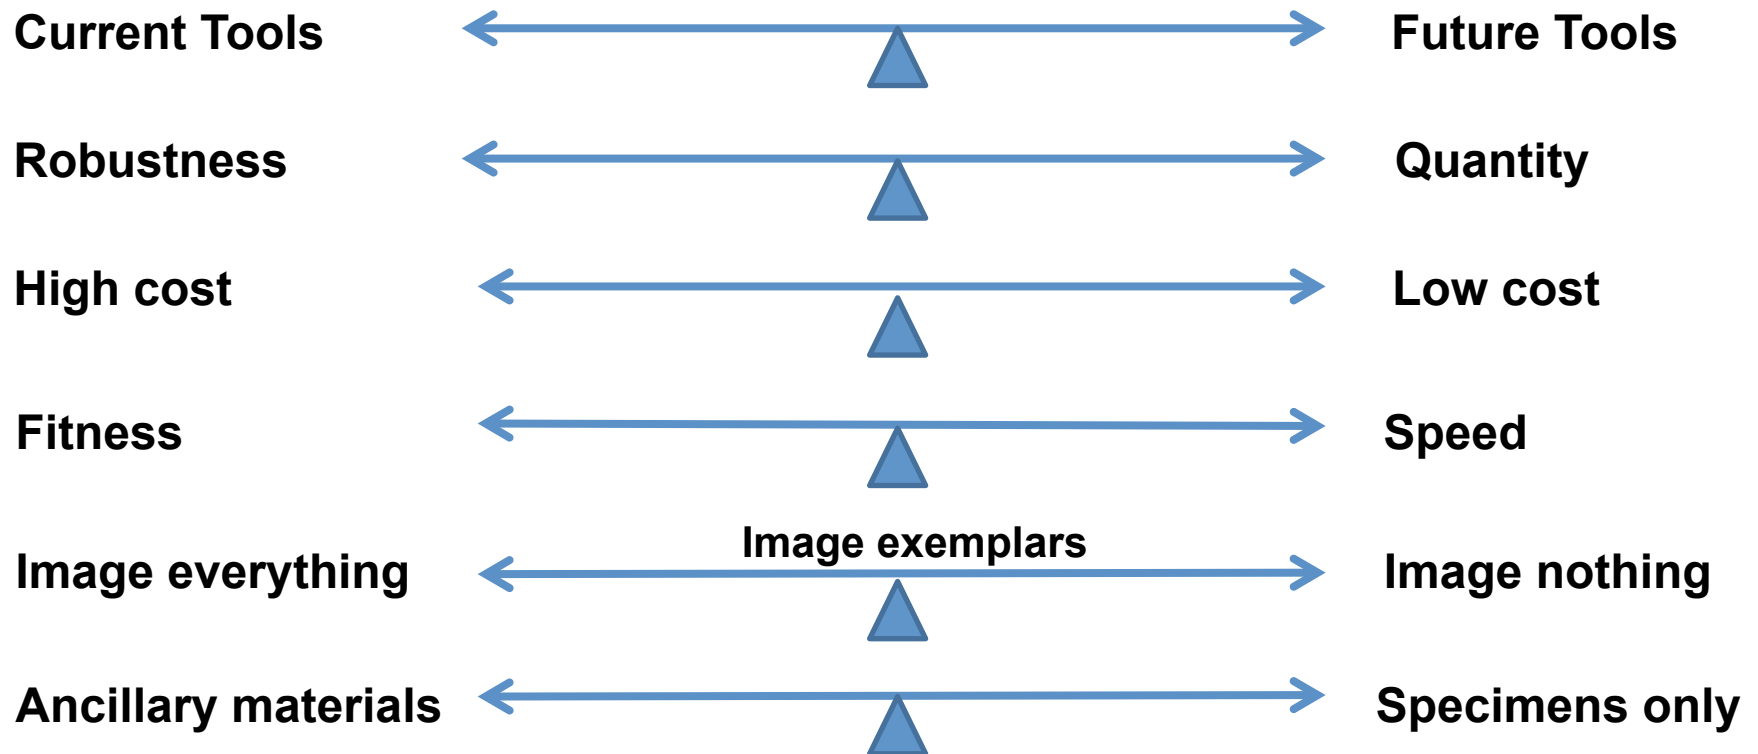 Current Tools
Future Tools
Robustness
Quantity
High cost
Low cost
Fitness
Speed
Image exemplars
Image everything
Image nothing
Ancillary materials
Specimens only